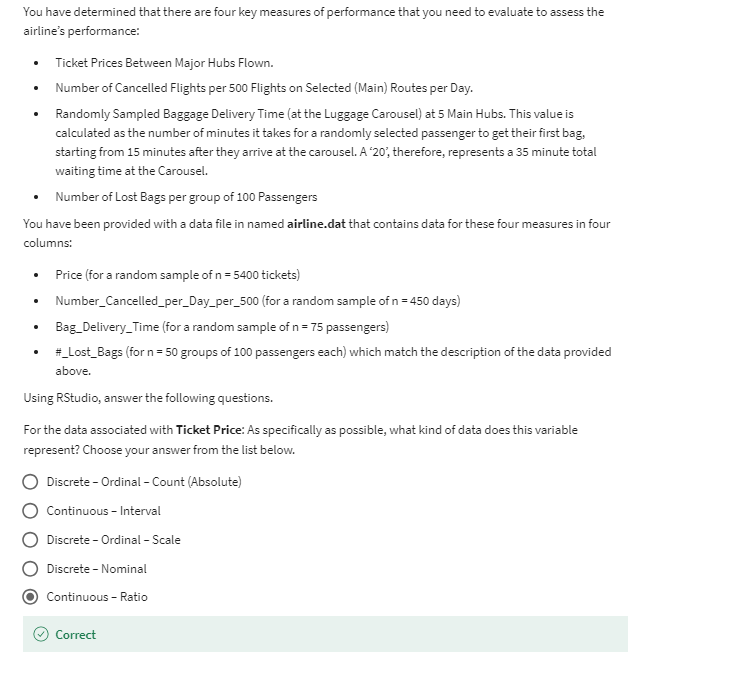 You have determined that there are four key measures of performance that you need to evaluate to assess the
airline's performance:
• Ticket Prices Between Major Hubs Flown.
• Number of Cancelled Flights per 500 Flights on Selected (Main) Routes per Day.
• Randomly Sampled Baggage Delivery Time (at the Luggage Carousel) at 5 Main Hubs. This value is
calculated as the number of minutes it takes for a randomly selected passenger to get their first bag,
starting from 15 minutes after they arrive at the carousel. A '20', therefore, represents a 35 minute total
waiting time at the Carousel.
• Number of Lost Bags per group of 100 Passengers
You have been provided with a data file in named airline.dat that contains data for these four measures in four
columns:
• Price (for a random sample of n = 5400 tickets)
• Number_Cancelled_per_Day_per_500 (for a random sample of n = 450 days)
• Bag_Delivery_Time (for a random sample of n = 75 passengers)
• #_Lost_Bags (for n = 50 groups of 100 passengers each) which match the description of the data provided
above.
Using RStudio, answer the following questions.
For the data associated with Ticket Price: As specifically as possible, what kind of data does this variable
represent? Choose your answer from the list below.
Discrete – Ordinal – Count (Absolute)
Continuous – Interval
Discrete – Ordinal – Scale
Discrete – Nominal
Continuous – Ratio
Correct